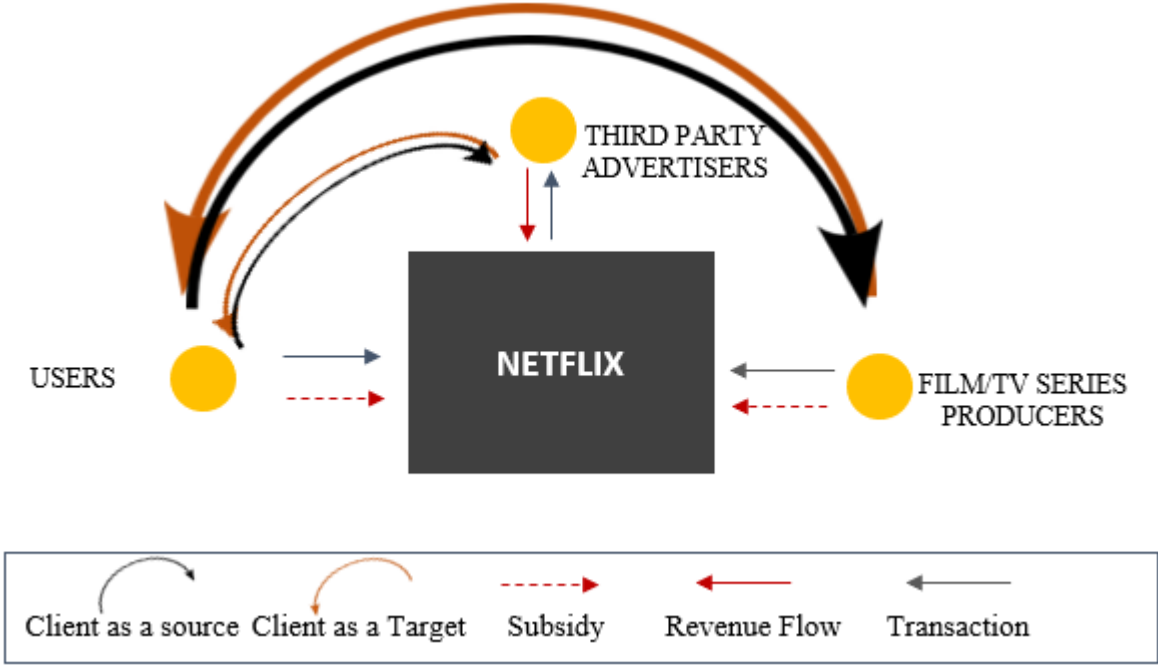 THIRD PARTY
ADVERTISERS
NETFLIX
USERS
FILM/TV SERIES
PRODUCERS
Client as a source
Client as a Target
Subsidy
Revenue Flow
Transaction